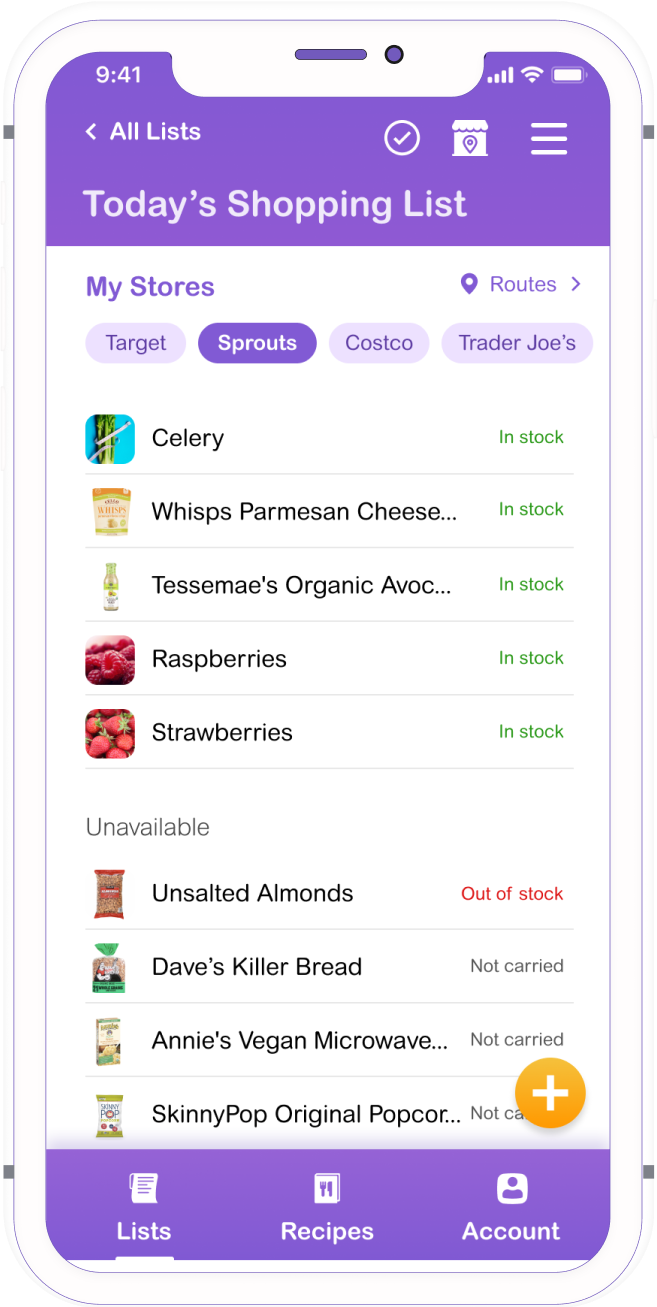 9:41
All Lists
Today’s Shopping List
My Stores
Routes
Target
Sprouts
Costco
Trader Joe’s
Celery
In stock
WHISPS
Whisps Parmesan Cheese...
In stock
Tessemae's Organic Avoc...
In stock
Raspberries
In stock
Strawberries
In stock
Unavailable
Unsalted Almonds
Out of stock
Dave’s Killer Bread
Not carried
Annie's Vegan Microwave...
Not carried
SKINNY
POP
SkinnyPop Original Popcor...
Not ca
Lists
Recipes
Account